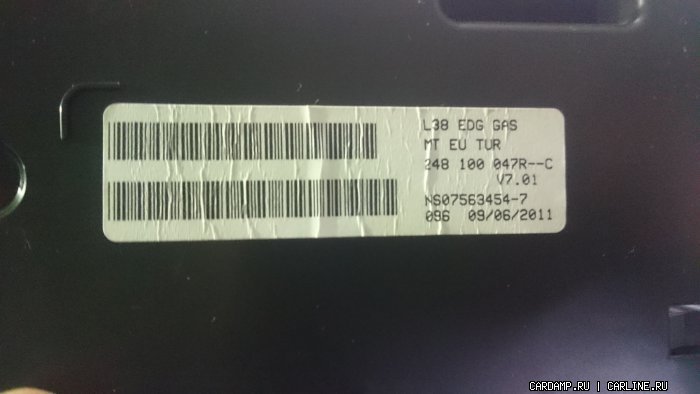 L38 EDG GAS
MT EU TUR
248 100 047R--C
V7.01
NS07563454-7
096 09/06/2011
CARDAMP.RU | CARLINE.RU